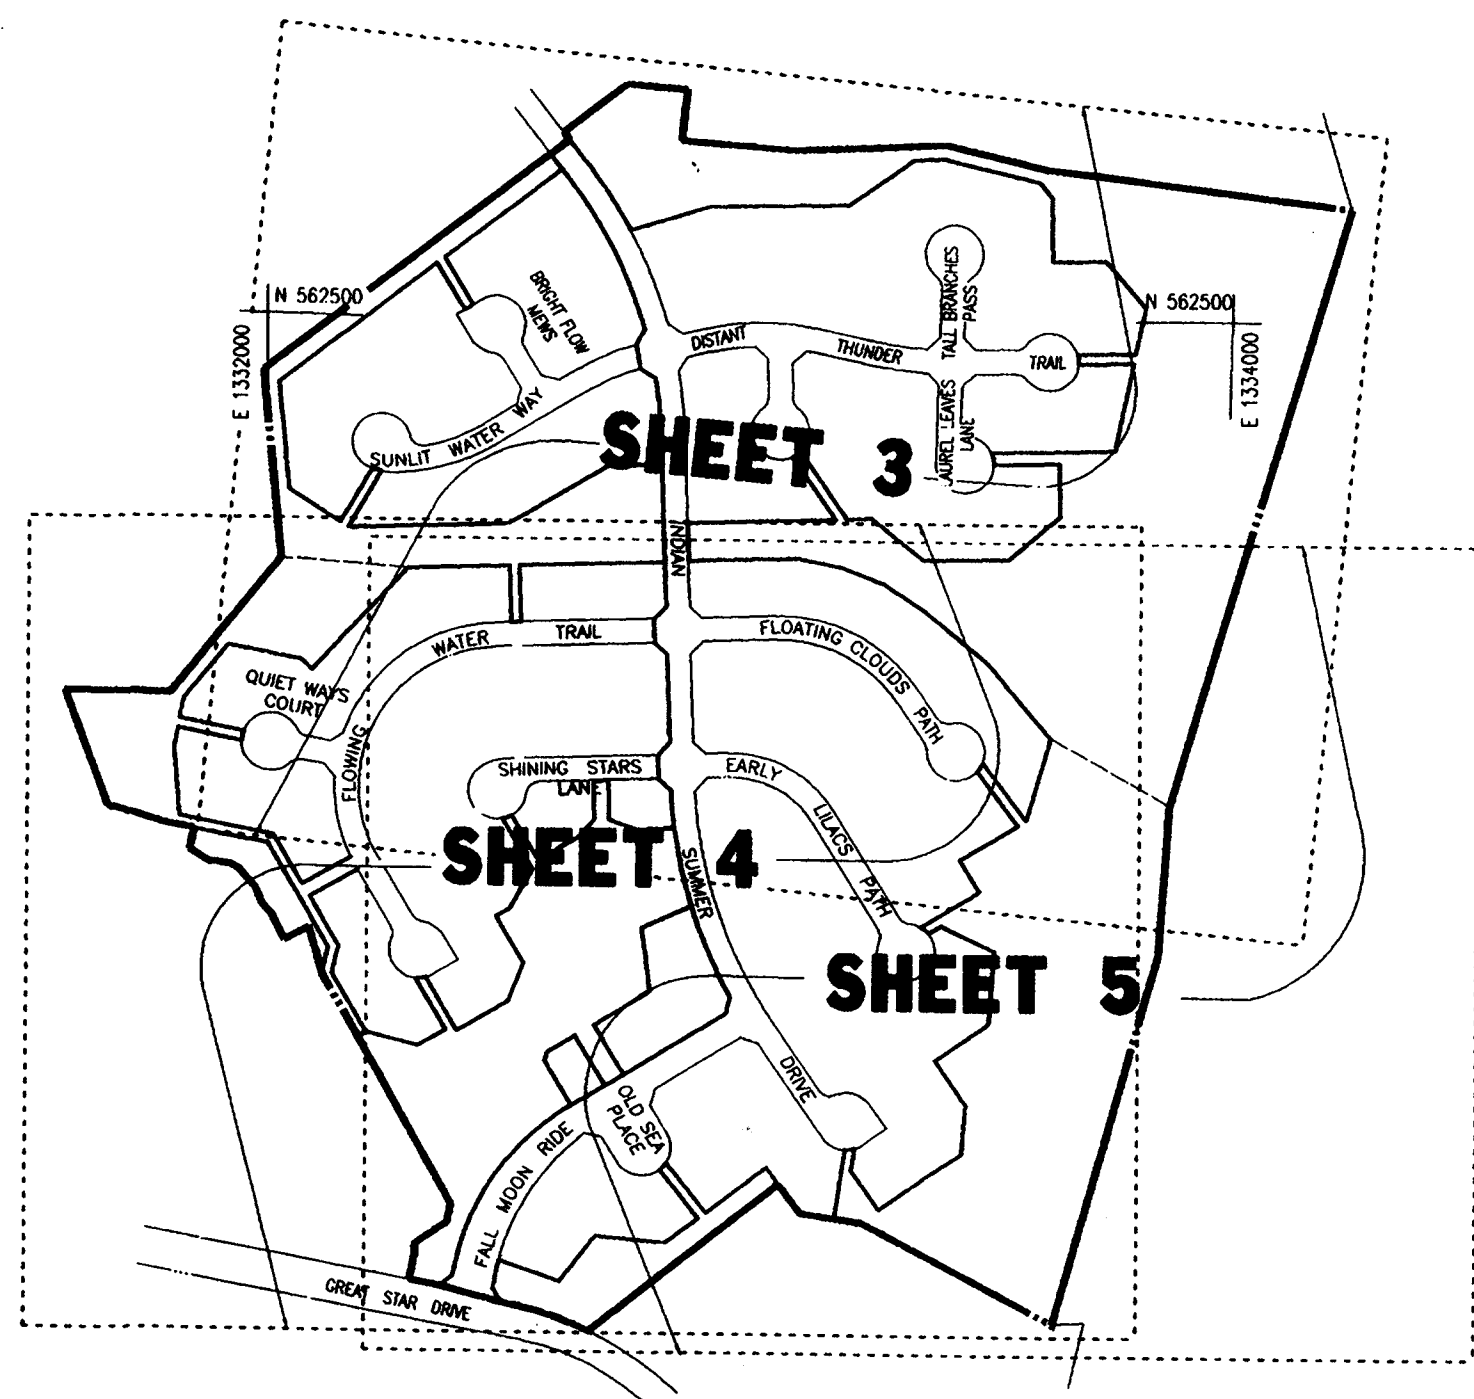 BRIGHT FLOW
MEWS
TALL BRANCHES
PASS
N 562500
N 562500
E 1332000
E 1334000
DISTANT THUNDER TRAIL
SUNLIT WATER WAY
LAUREL LEAVES
LANE
SHEET 3
INDIAN SUMMER DRIVE
FLOWING WATER TRAIL
FLOATING CLOUDS PATH
QUIET WAYS
COURT
SHINING STARS
LANE
EARLY LILACS PATH
SHEET 4
SHEET 5
OLD SEA
PLACE
FALL MOON RIDE
GREAT STAR DRIVE